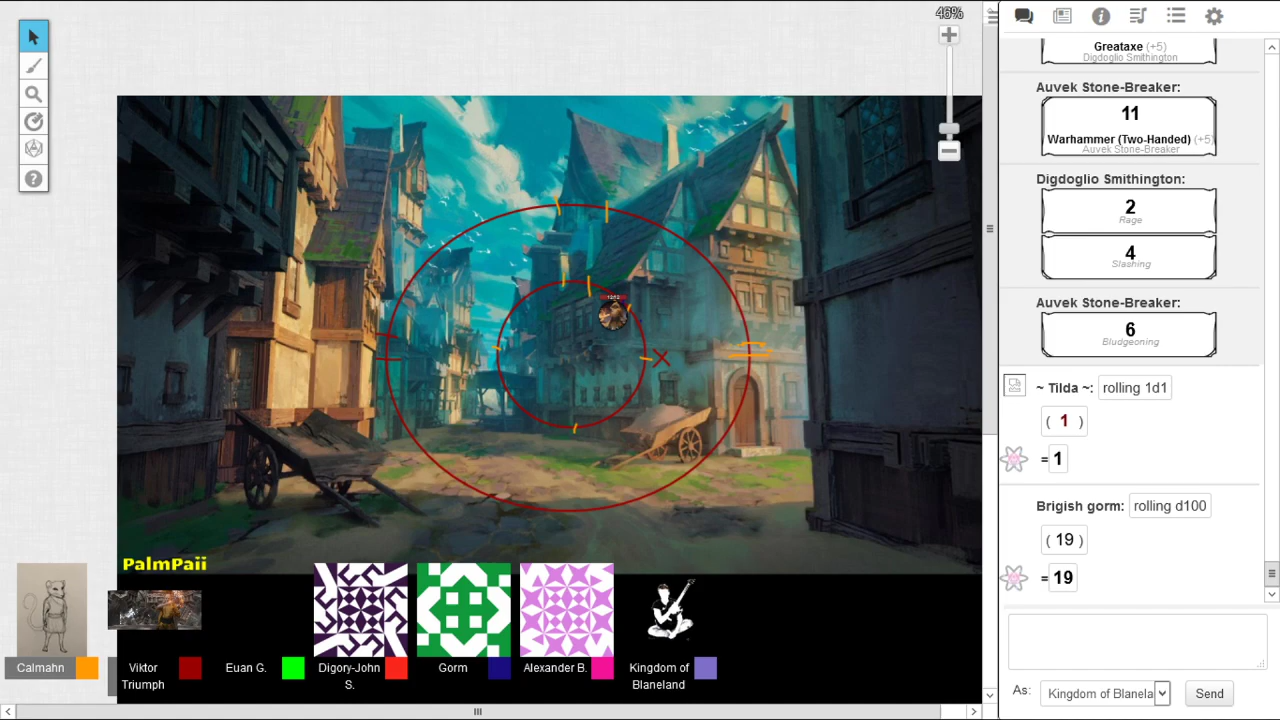 46%
Greataxe (+5)
Digdoglio Smithington
Auvek Stone-Breaker:
11
Warhammer (Two-Handed) (+5)
Auvek Stone-Breaker
Digdoglio Smithington:
2
Rage
4
Slashing
Auvek Stone-Breaker:
6
Bludgeoning
~ Tilda ~: rolling 1d1
( 1 )
=1
Brigish gorm: rolling d100
( 19 )
=19
PalmPaii
Calmahn
Viktor
Triumph
Euan G.
Digory-John
S.
Gorm
Alexander B.
Kingdom of
Blaneland
As: Kingdom of Blanela
Send